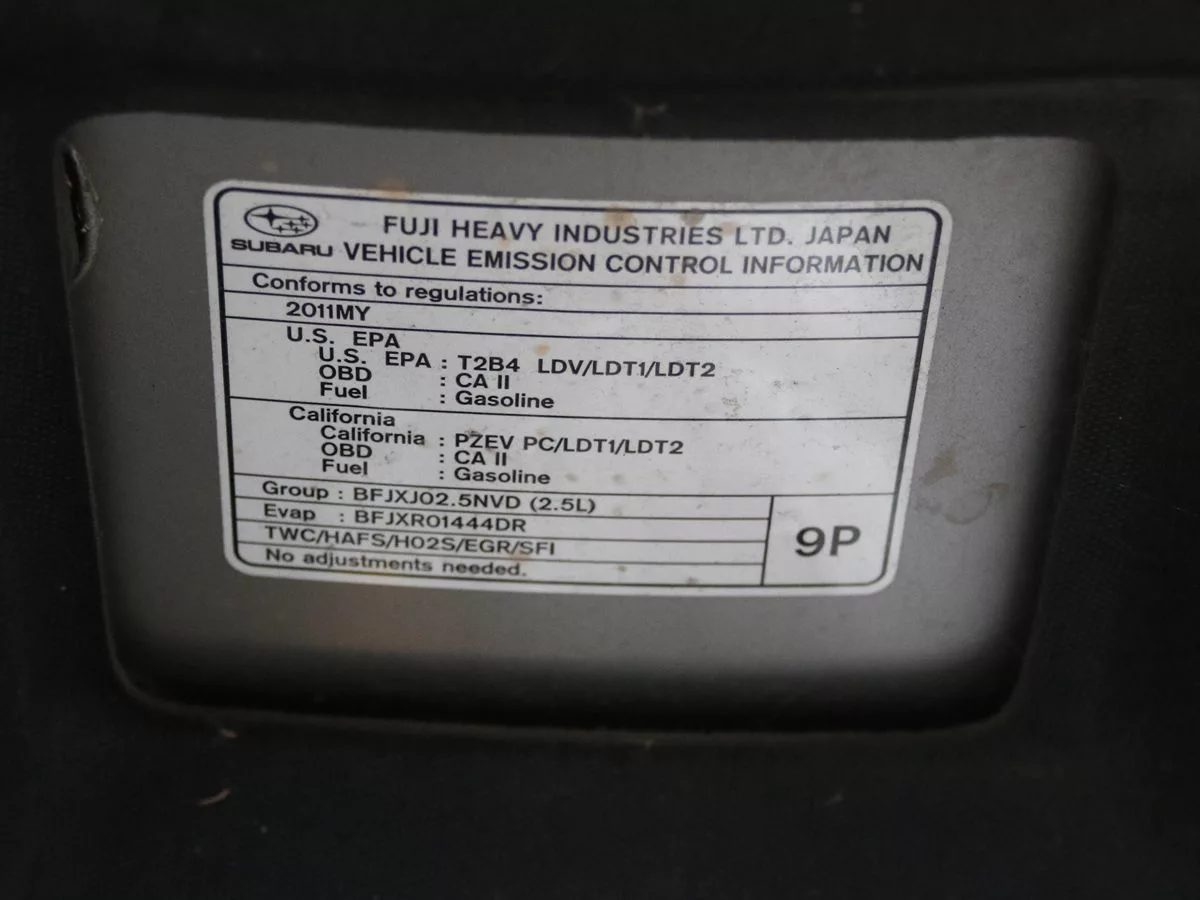 FUJI HEAVY INDUSTRIES LTD. JAPAN
SUBARU VEHICLE EMISSION CONTROL INFORMATION
Conforms to regulations:
2011MY
U.S. EPA
U.S. EPA : T2B4 LDV/LDT1/LDT2
OBD : CA II
Fuel : Gasoline
California
California : PZEV PC/LDT1/LDT2
OBD : CA II
Fuel : Gasoline
Group : BFJXJ02.5NVD (2.5L)
Evap : BFJXR01444DR
TWC/HAFS/HO2S/EGR/SFI
No adjustments needed.
9P